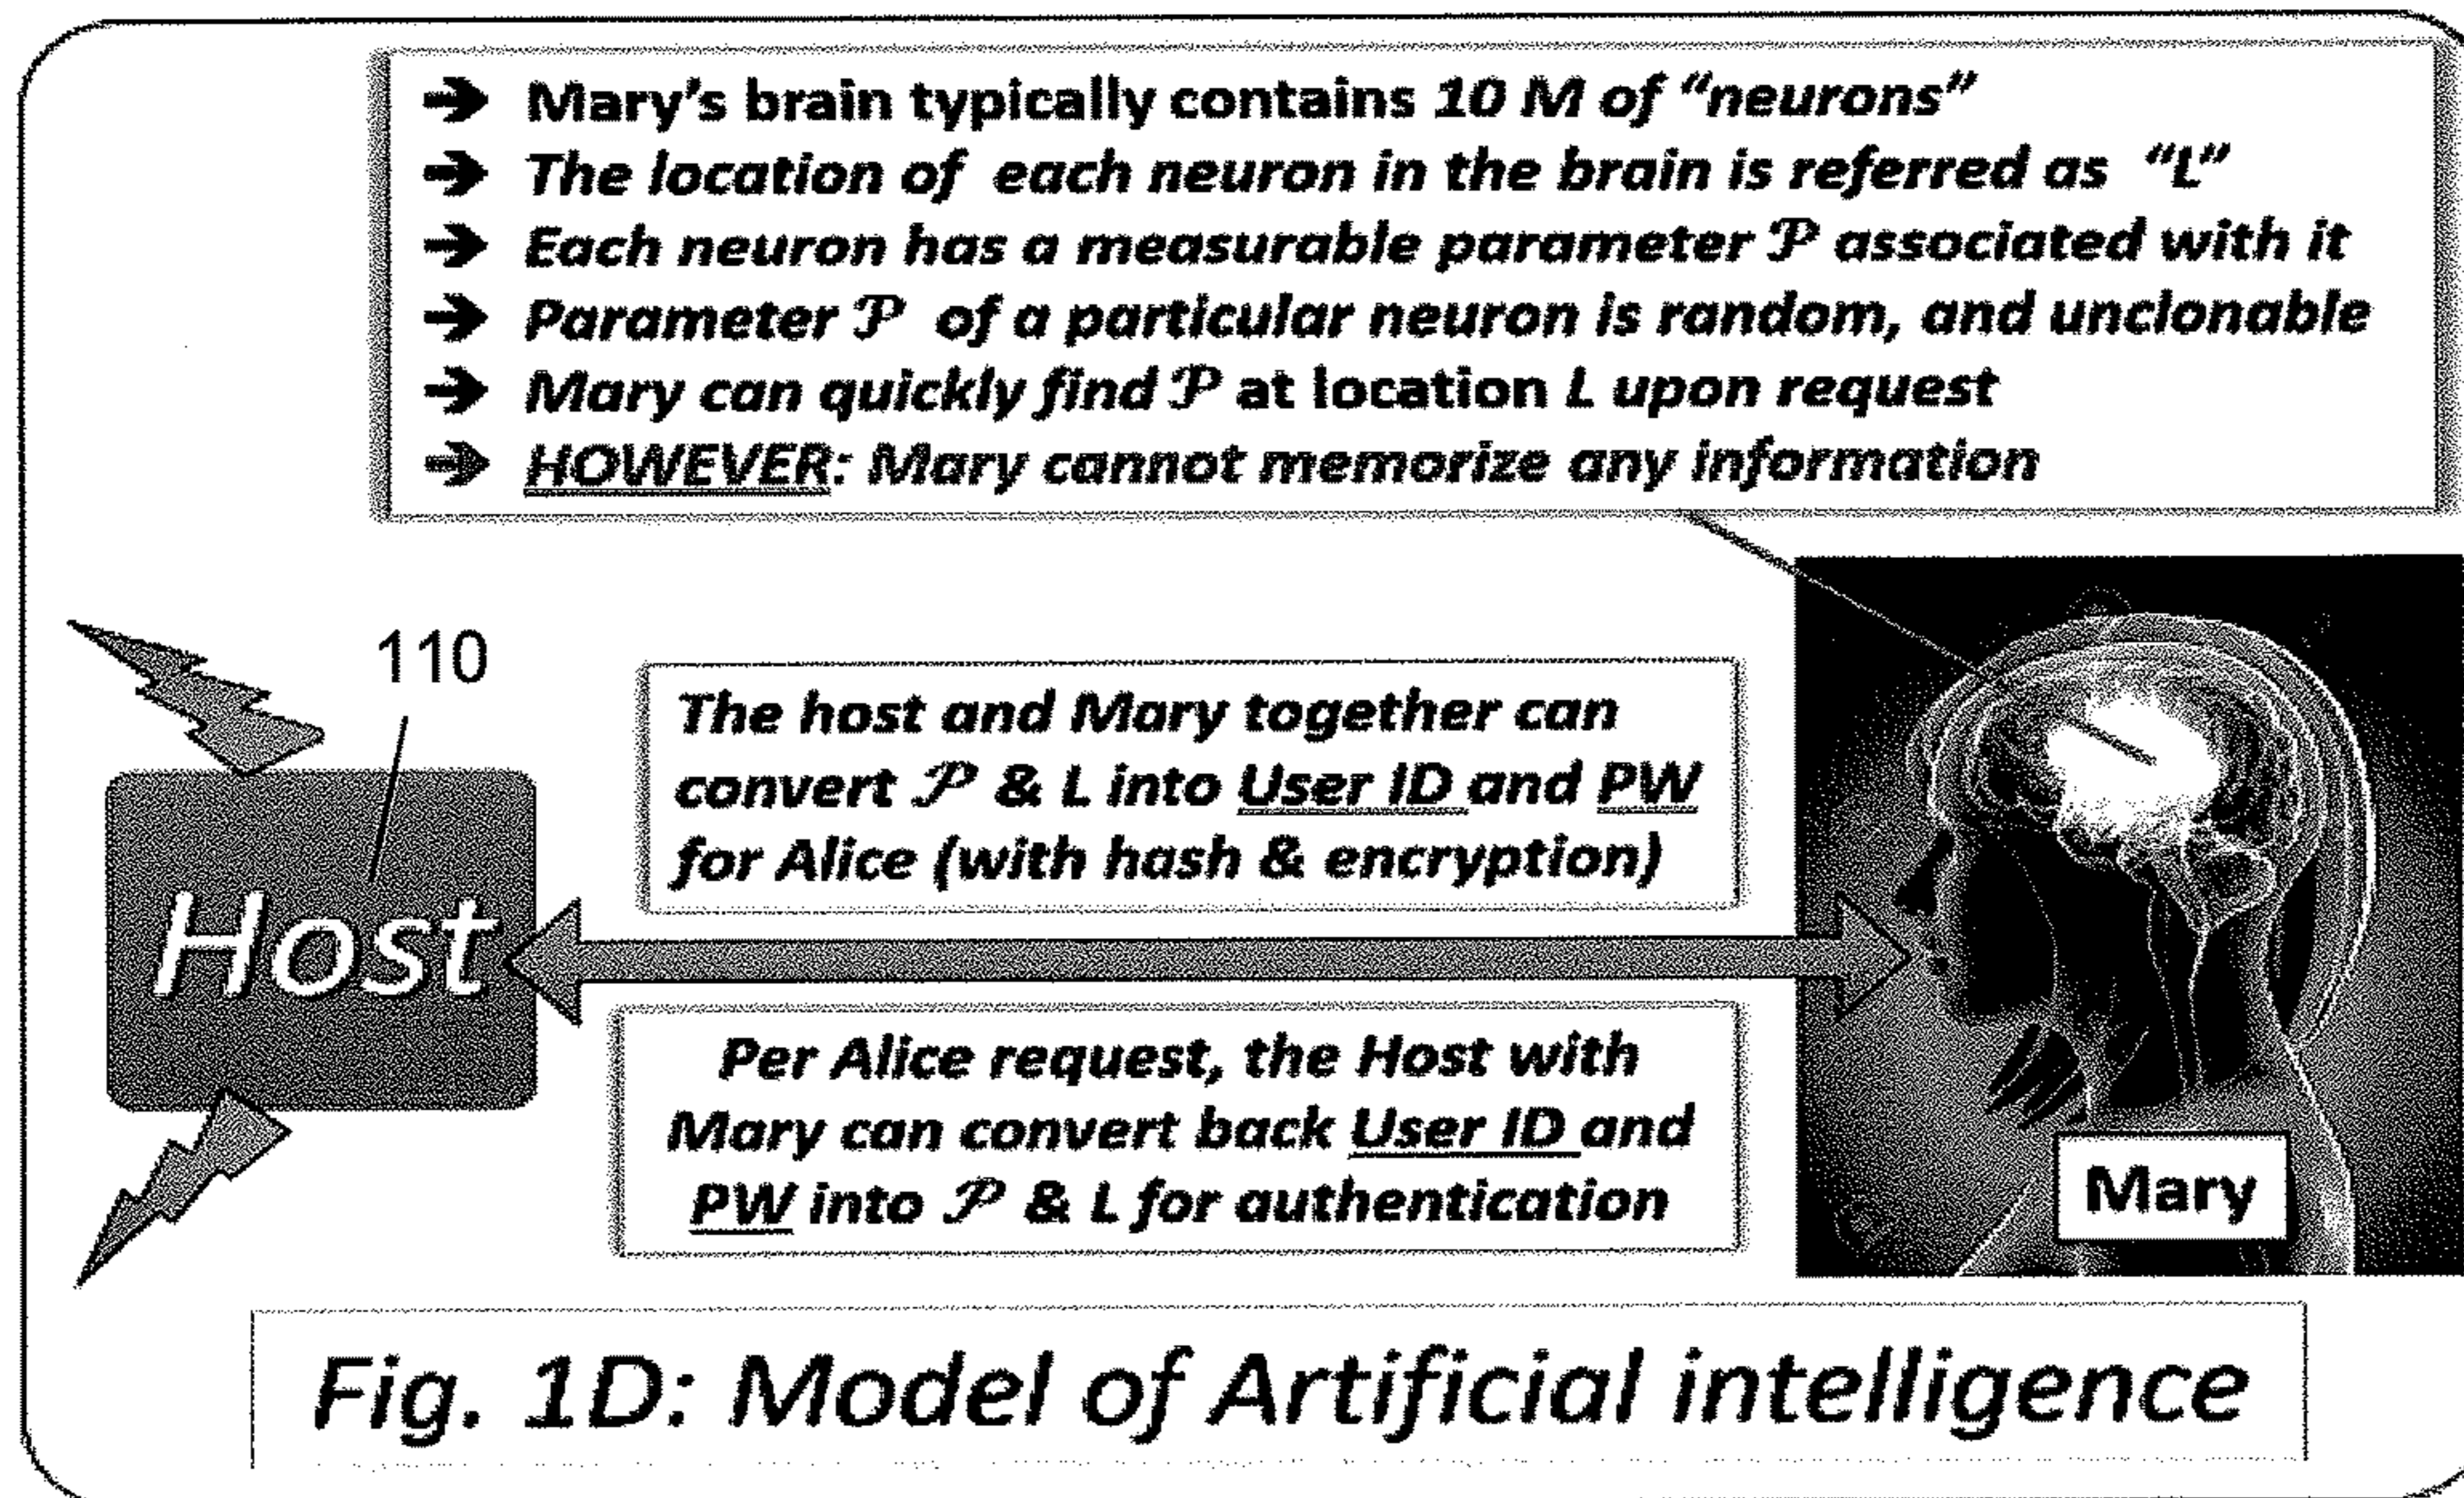 ➔ Mary's brain typically contains 10 M of "neurons"
➔ The location of each neuron in the brain is referred as "L"
➔ Each neuron has a measurable parameter 𝒫 associated with it
➔ Parameter 𝒫 of a particular neuron is random, and unclonable
➔ Mary can quickly find 𝒫 at location L upon request
➔ HOWEVER: Mary cannot memorize any information
110
The host and Mary together can
convert 𝒫 & L into User ID and PW
for Alice (with hash & encryption)
Host
Per Alice request, the Host with
Mary can convert back User ID and
PW into 𝒫 & L for authentication
Mary
Fig. 1D: Model of Artificial intelligence